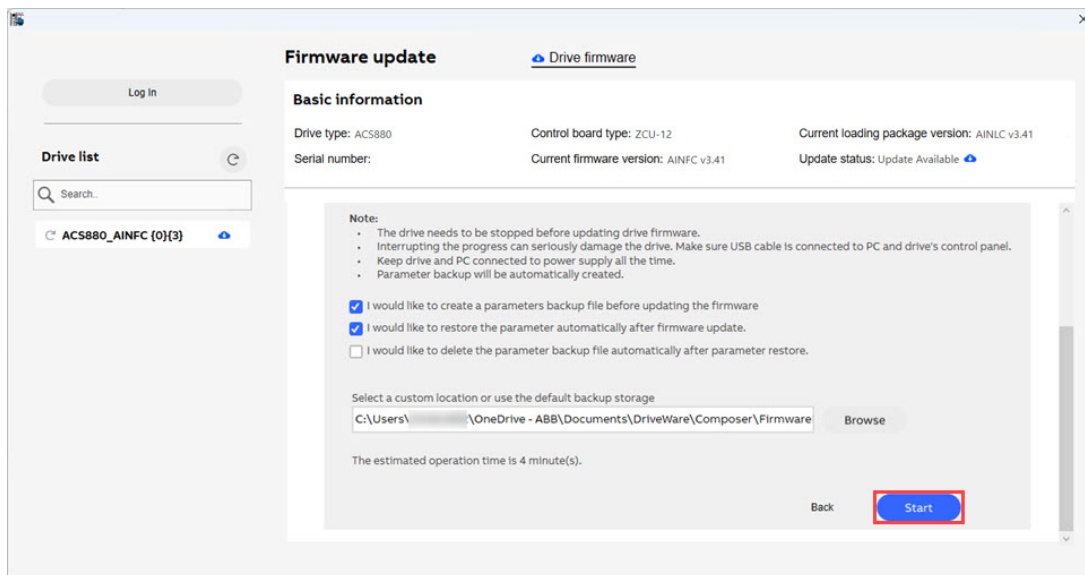 Firmware update
Drive firmware
Log In
Basic information
Drive type: ACS880
Control board type: ZCU-12
Current loading package version: AINLC v3.41
Serial number:
Current firmware version: AINFC v3.41
Update status: Update Available
Drive list
Search..
ACS880_AINFC {0}{3}
Note:
• The drive needs to be stopped before updating drive firmware.
• Interrupting the progress can seriously damage the drive. Make sure USB cable is connected to PC and drive's control panel.
• Keep drive and PC connected to power supply all the time.
• Parameter backup will be automatically created.
I would like to create a parameters backup file before updating the firmware
I would like to restore the parameter automatically after firmware update.
I would like to delete the parameter backup file automatically after parameter restore.
Select a custom location or use the default backup storage
C:\Users\ \OneDrive - ABB\Documents\DriveWare\Composer\Firmware
Browse
The estimated operation time is 4 minute(s).
Back
Start